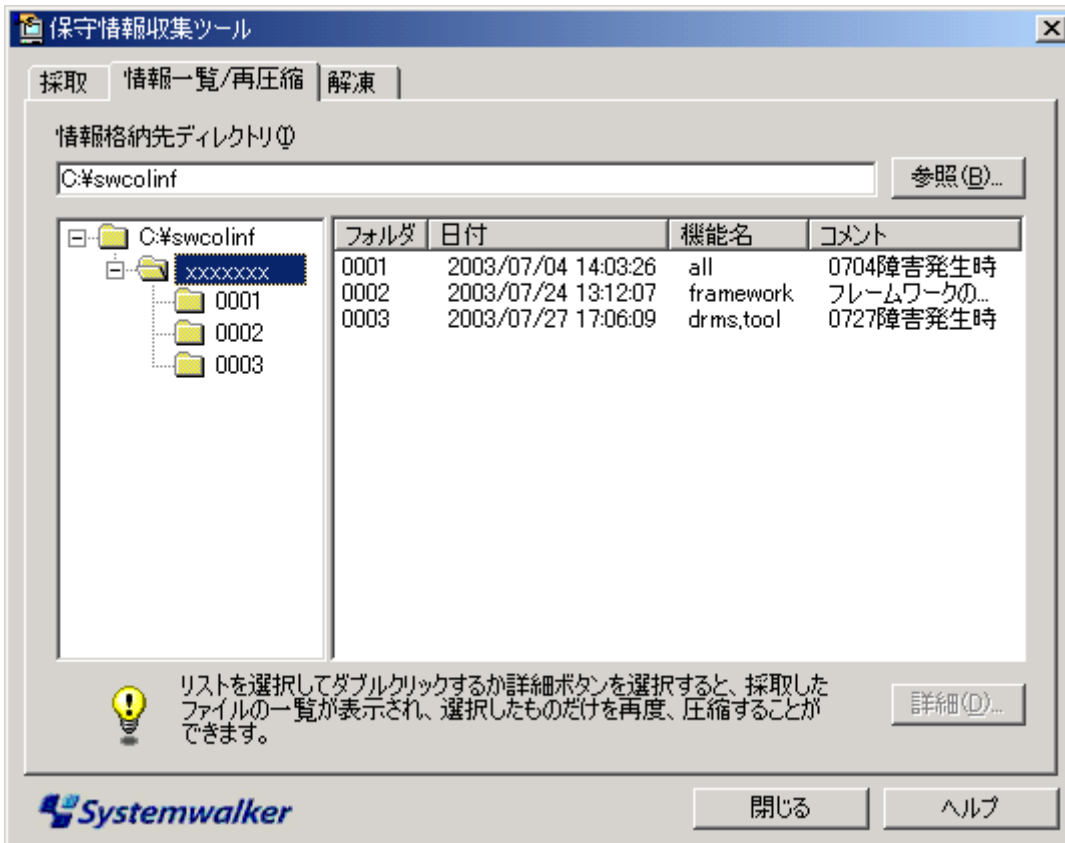 保守情報収集ツール
採取 情報一覧/再圧縮 解凍
情報格納先ディレクトリ(I)
C:¥swcolinf 参照(B)...
C:¥swcolinf
xxxxxxx
0001
0002
0003
フォルダ 日付 機能名 コメント
0001 2003/07/04 14:03:26 all 0704障害発生時
0002 2003/07/24 13:12:07 framework フレームワークの...
0003 2003/07/27 17:06:09 drms,tool 0727障害発生時
リストを選択してダブルクリックするか詳細ボタンを選択すると、採取した
ファイルの一覧が表示され、選択したものだけを再度、圧縮することが
できます。
詳細(D)...
Systemwalker
閉じる ヘルプ